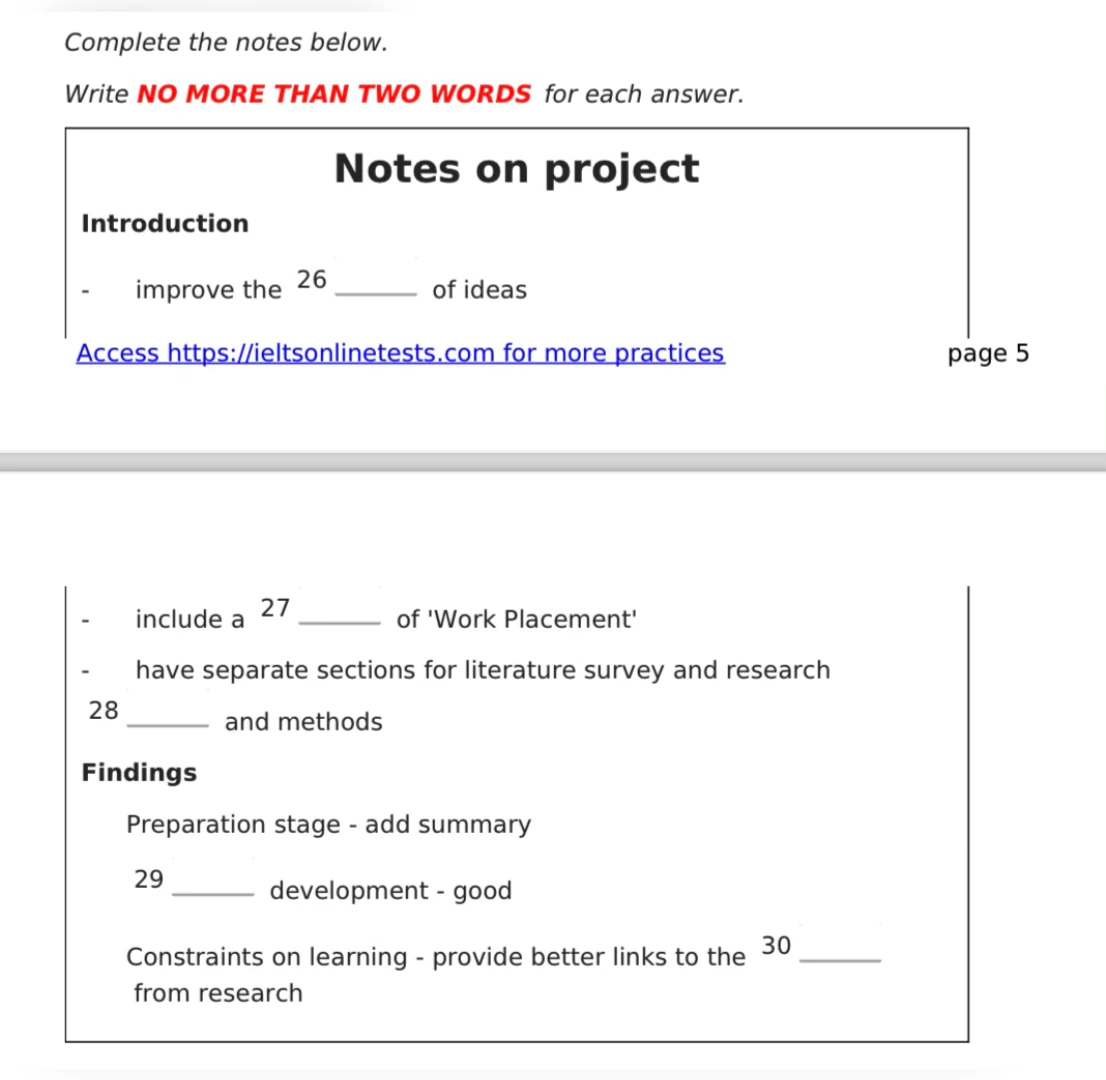 Complete the notes below.
Write NO MORE THAN TWO WORDS for each answer.
Notes on project
Introduction
- improve the 26 ______ of ideas
Access https://ieltsonlinetests.com for more practices page 5
- include a 27 ______ of 'Work Placement'
- have separate sections for literature survey and research
28 ______ and methods
Findings
Preparation stage - add summary
29 ______ development - good
Constraints on learning - provide better links to the 30 ______
from research